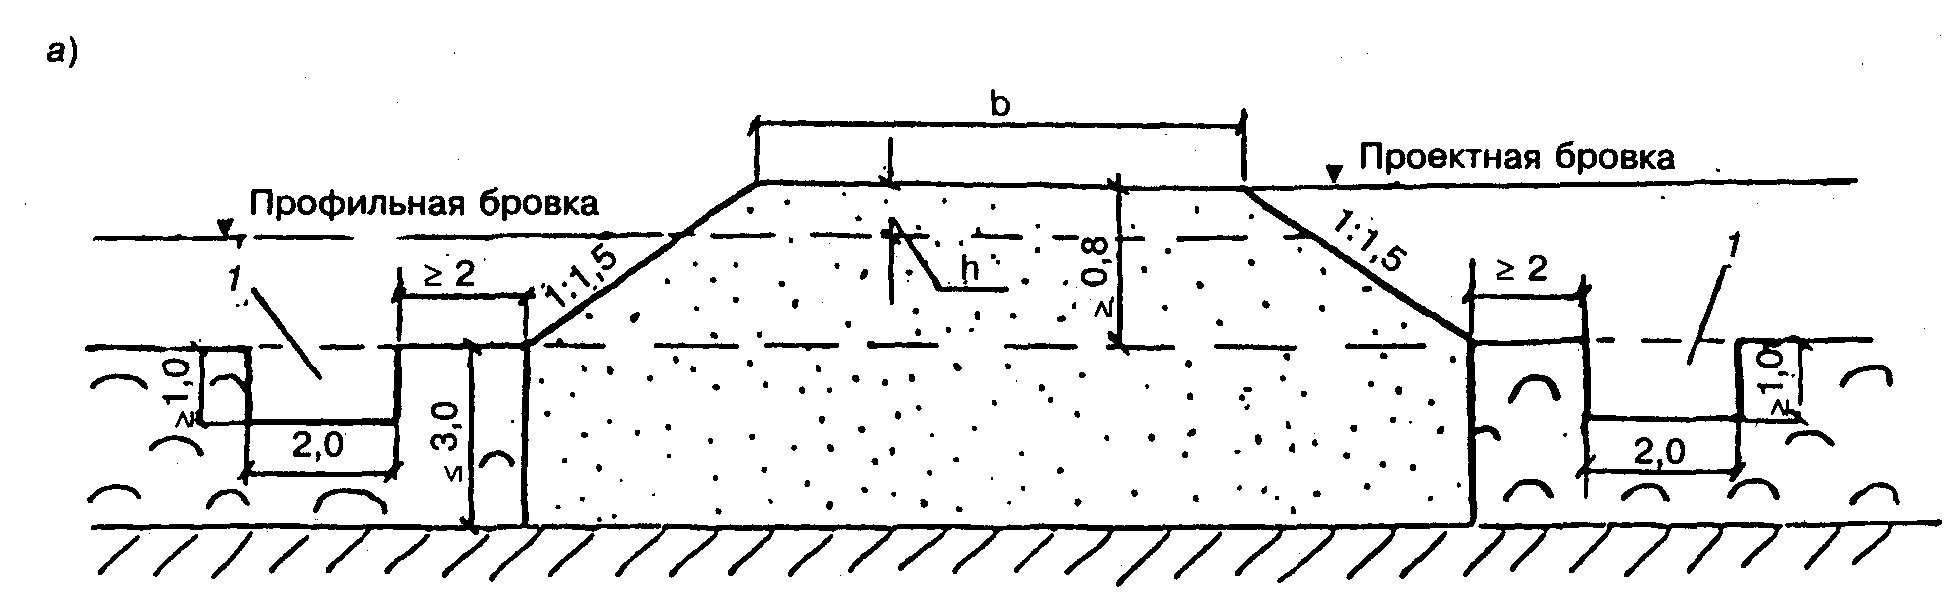 а)
b
Проектная бровка
Профильная бровка
1
≥ 2
1:1,5
h
≥ 0,8
1:1,5
≥ 2
1
≥1,0
2,0
≤ 3,0
2,0
≥1,0